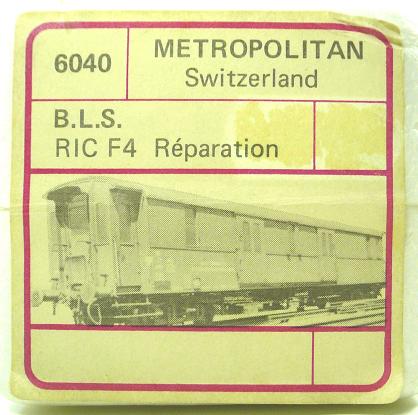 6040
METROPOLITAN
Switzerland
B.L.S.
RIC F4 Réparation